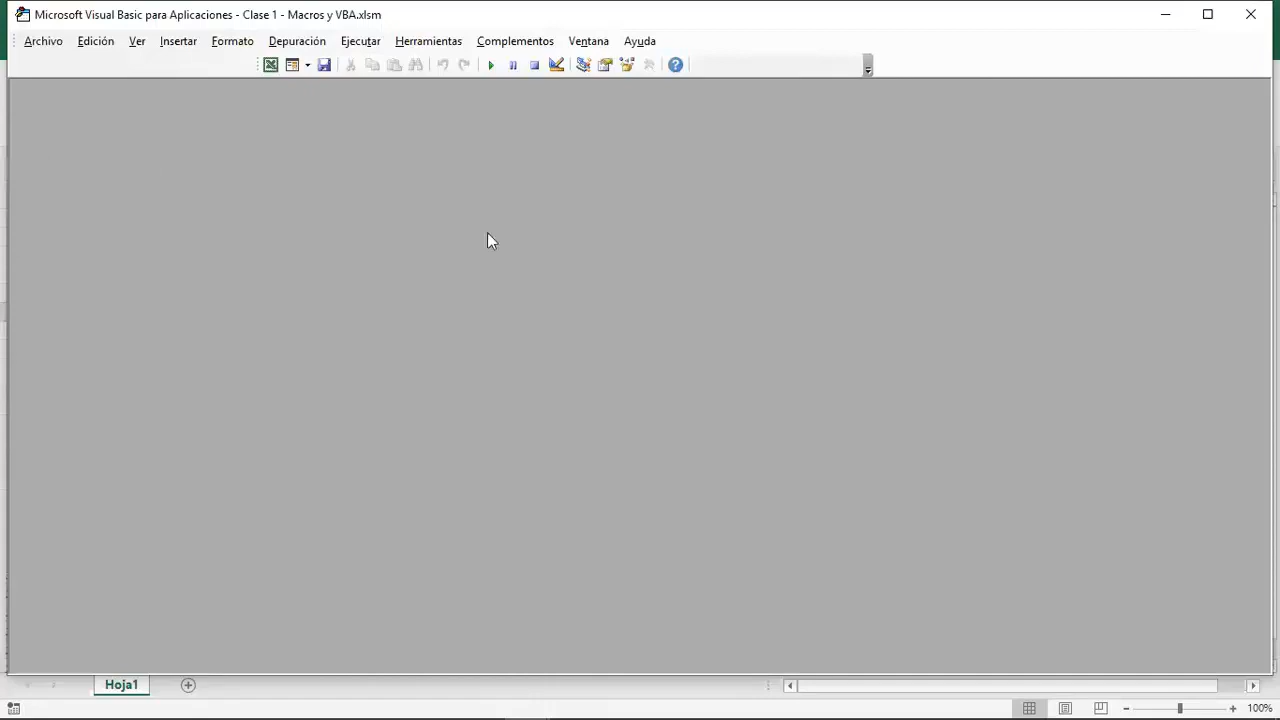 Microsoft Visual Basic para Aplicaciones - Clase 1 - Macros y VBA.xlsm
Archivo Edición Ver Insertar Formato Depuración Ejecutar Herramientas Complementos Ventana Ayuda
Hoja1
100%